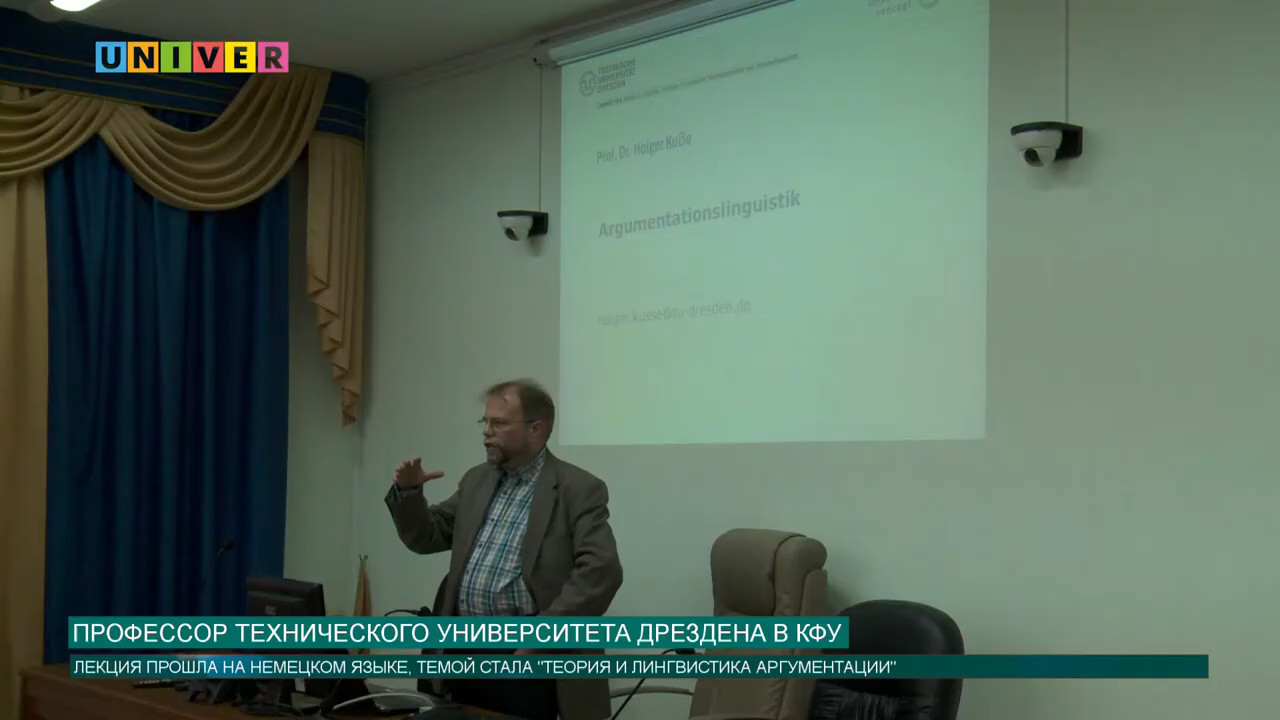 UNIVER
TECHNISCHE
UNIVERSITÄT
DRESDEN
concept
Prof. Dr. Holger Kuße
Argumentationslinguistik
holger.kusse@tu-dresden.de
ПРОФЕССОР ТЕХНИЧЕСКОГО УНИВЕРСИТЕТА ДРЕЗДЕНА В КФУ
ЛЕКЦИЯ ПРОШЛА НА НЕМЕЦКОМ ЯЗЫКЕ, ТЕМОЙ СТАЛА "ТЕОРИЯ И ЛИНГВИСТИКА АРГУМЕНТАЦИИ"